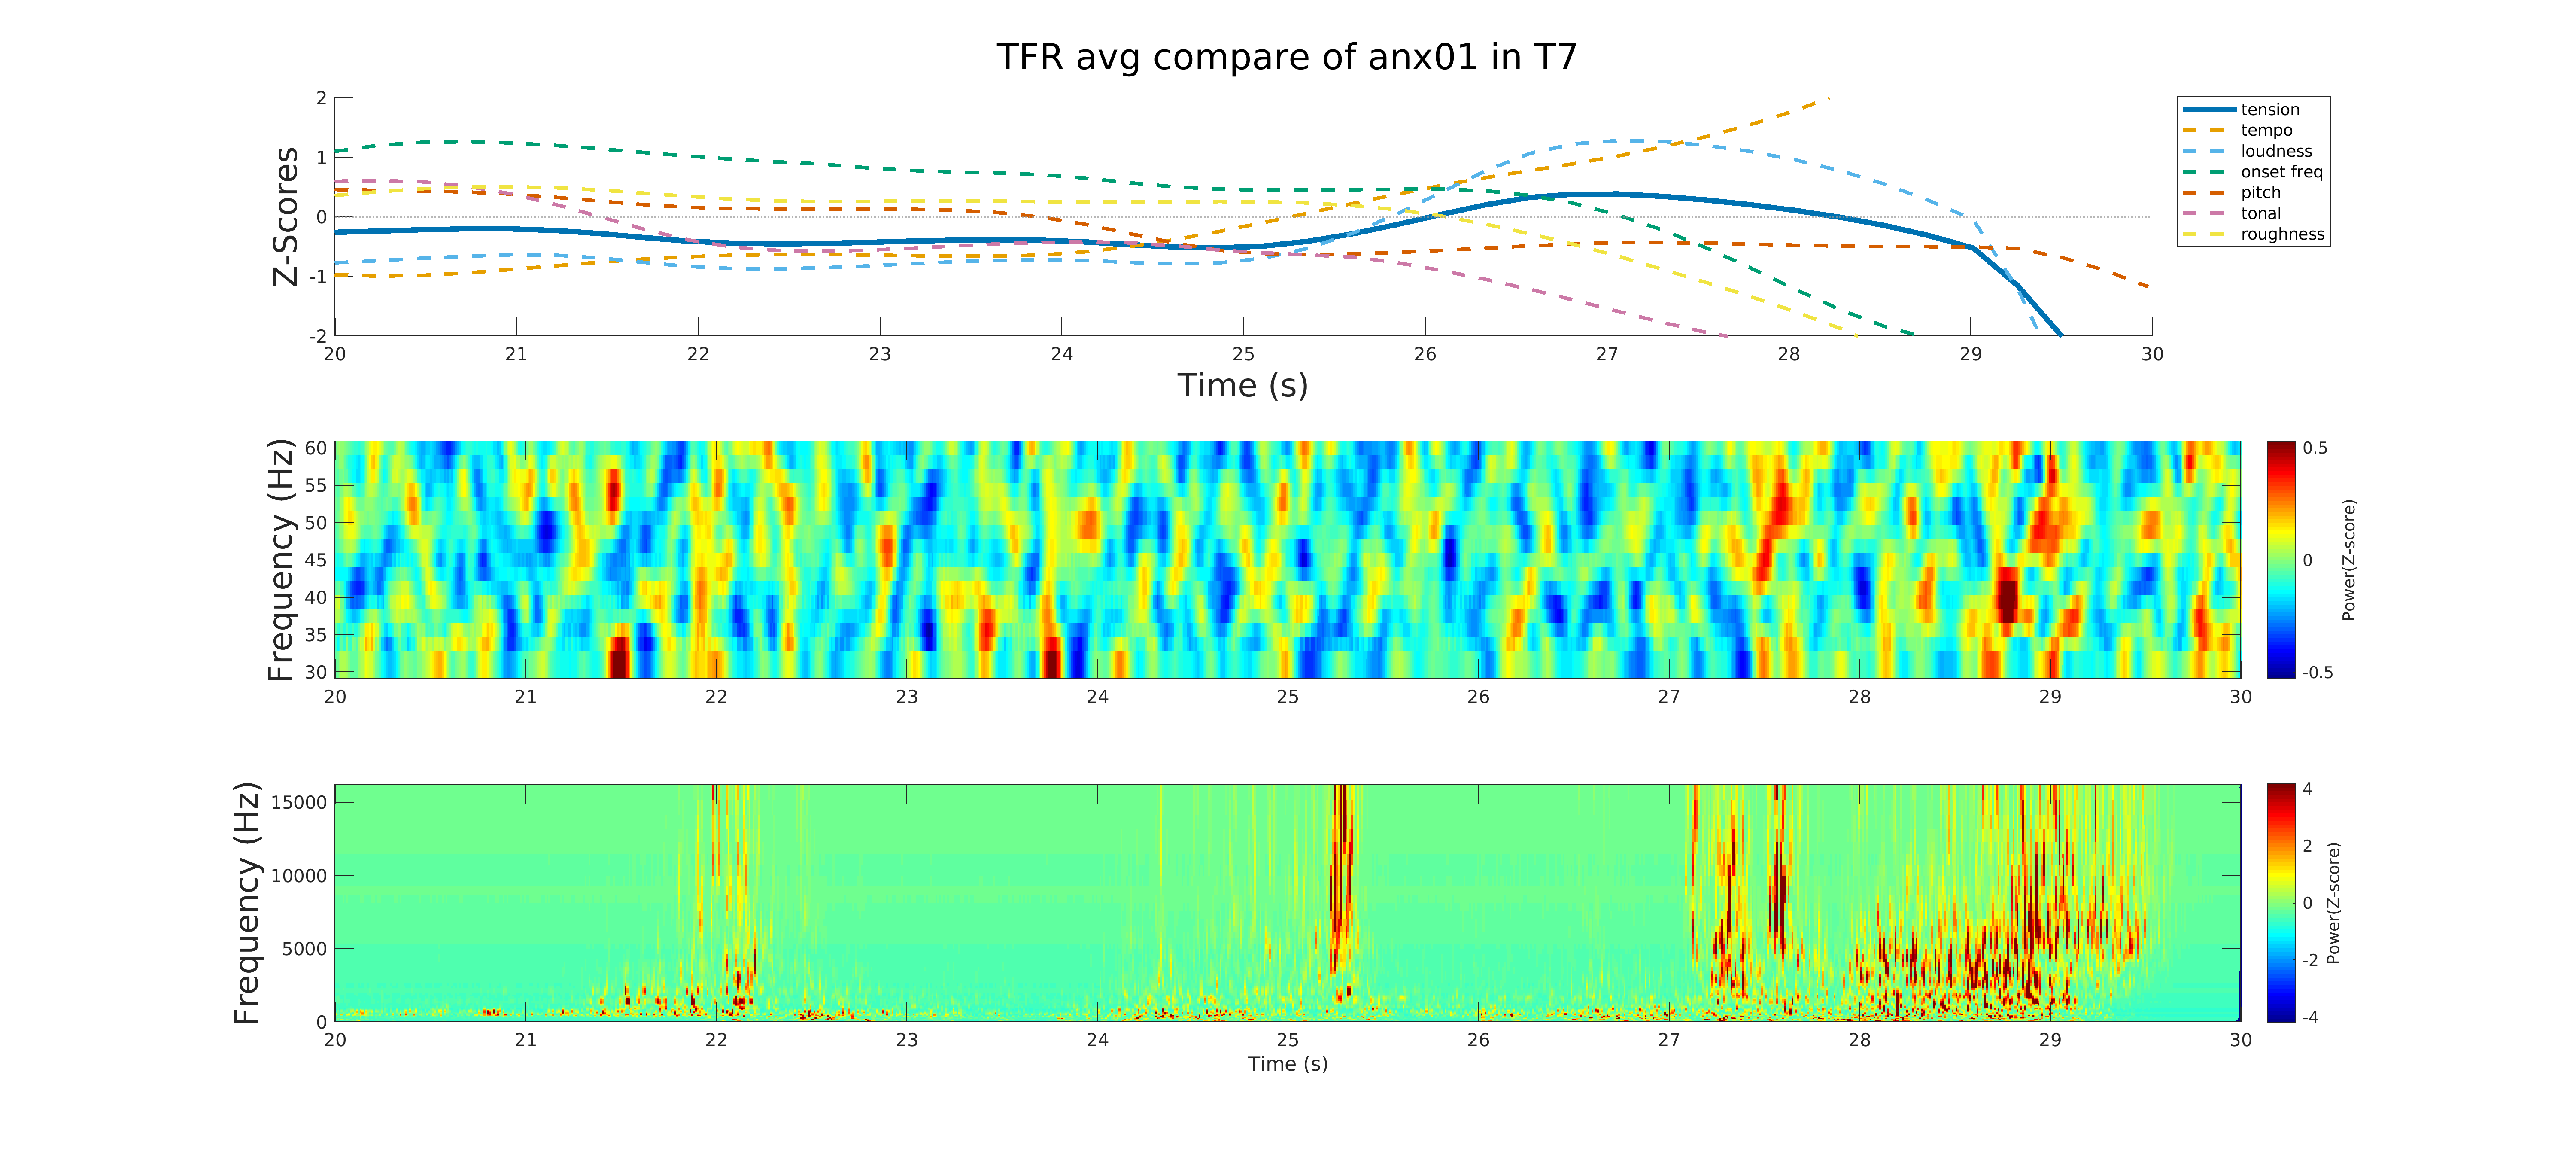 TFR avg compare of anx01 in T7
Z-Scores
2
1
0
-1
-2
20 21 22 23 24 25 26 27 28 29 30
Time (s)
tension
tempo
loudness
onset freq
pitch
tonal
roughness
Frequency (Hz)
60
55
50
45
40
35
30
20 21 22 23 24 25 26 27 28 29 30
0.5
0
-0.5
Power(Z-score)
Frequency (Hz)
15000
10000
5000
0
20 21 22 23 24 25 26 27 28 29 30
Time (s)
4
2
0
-2
-4
Power(Z-score)